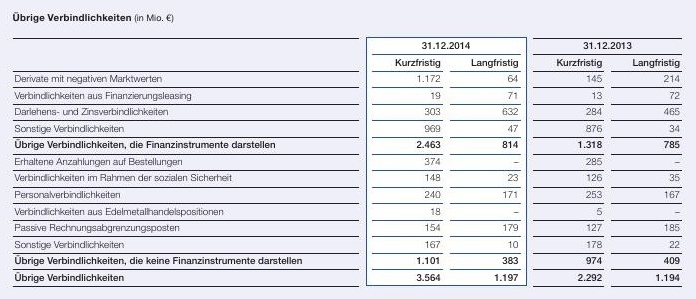 Übrige Verbindlichkeiten (in Mio. €)
31.12.2014 31.12.2013
Kurzfristig Langfristig Kurzfristig Langfristig
Derivate mit negativen Marktwerten 1.172 64 145 214
Verbindlichkeiten aus Finanzierungsleasing 19 71 13 72
Darlehens- und Zinsverbindlichkeiten 303 632 284 465
Sonstige Verbindlichkeiten 969 47 876 34
Übrige Verbindlichkeiten, die Finanzinstrumente darstellen 2.463 814 1.318 785
Erhaltene Anzahlungen auf Bestellungen 374 – 285 –
Verbindlichkeiten im Rahmen der sozialen Sicherheit 148 23 126 35
Personalverbindlichkeiten 240 171 253 167
Verbindlichkeiten aus Edelmetallhandelspositionen 18 – 5 –
Passive Rechnungsabgrenzungsposten 154 179 127 185
Sonstige Verbindlichkeiten 167 10 178 22
Übrige Verbindlichkeiten, die keine Finanzinstrumente darstellen 1.101 383 974 409
Übrige Verbindlichkeiten 3.564 1.197 2.292 1.194